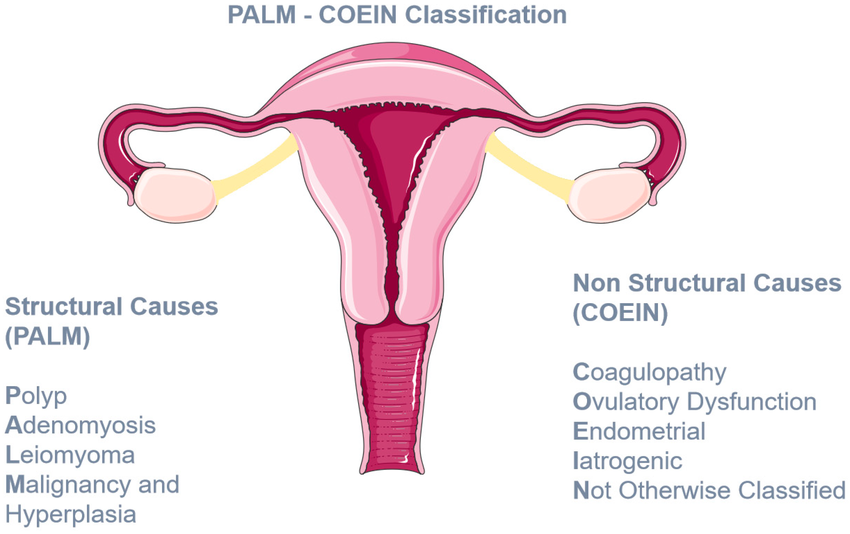 PALM - COEIN Classification
Structural Causes
(PALM)
Polyp
Adenomyosis
Leiomyoma
Malignancy and
Hyperplasia
Non Structural Causes
(COEIN)
Coagulopathy
Ovulatory Dysfunction
Endometrial
Iatrogenic
Not Otherwise Classified